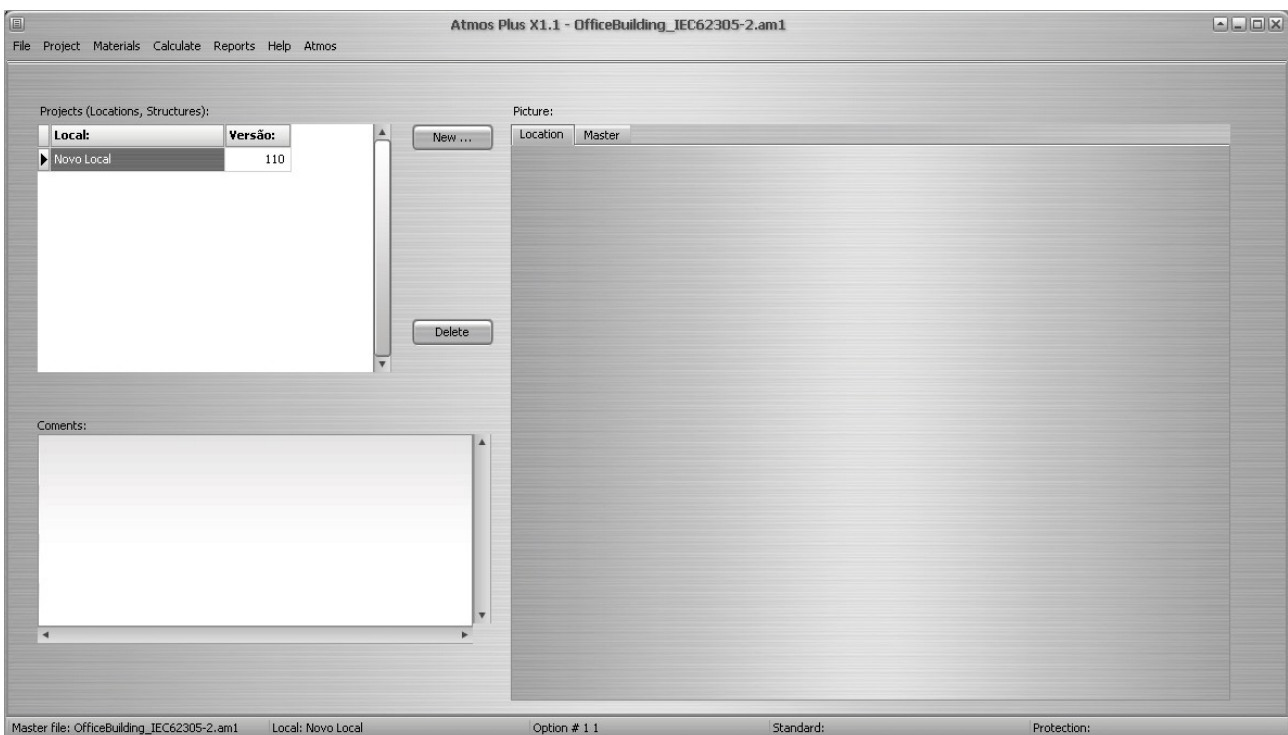 Atmos Plus X1.1 - OfficeBuilding_IEC62305-2.am1
File Project Materials Calculate Reports Help Atmos
Projects (Locations, Structures):
Picture:
Local: Versão:
New ...
Location Master
Novo Local 110
Delete
Coments:
Master file: OfficeBuilding_IEC62305-2.am1 Local: Novo Local Option # 1 1 Standard: Protection: